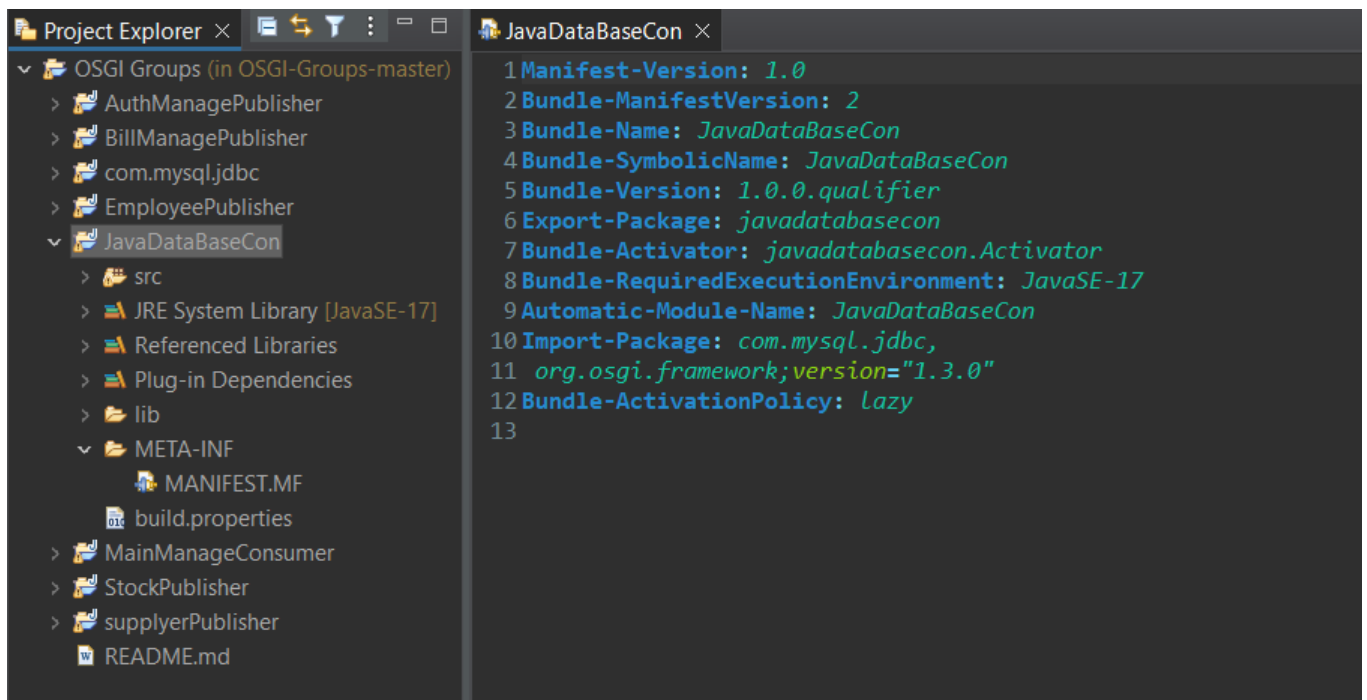 Project Explorer
OSGI Groups (in OSGI-Groups-master)
AuthManagePublisher
BillManagePublisher
com.mysql.jdbc
EmployeePublisher
JavaDataBaseCon
src
JRE System Library [JavaSE-17]
Referenced Libraries
Plug-in Dependencies
lib
META-INF
MANIFEST.MF
build.properties
MainManageConsumer
StockPublisher
supplyerPublisher
README.md
JavaDataBaseCon
1 Manifest-Version: 1.0
2 Bundle-ManifestVersion: 2
3 Bundle-Name: JavaDataBaseCon
4 Bundle-SymbolicName: JavaDataBaseCon
5 Bundle-Version: 1.0.0.qualifier
6 Export-Package: javadatabasecon
7 Bundle-Activator: javadatabasecon.Activator
8 Bundle-RequiredExecutionEnvironment: JavaSE-17
9 Automatic-Module-Name: JavaDataBaseCon
10 Import-Package: com.mysql.jdbc,
11  org.osgi.framework;version="1.3.0"
12 Bundle-ActivationPolicy: lazy
13